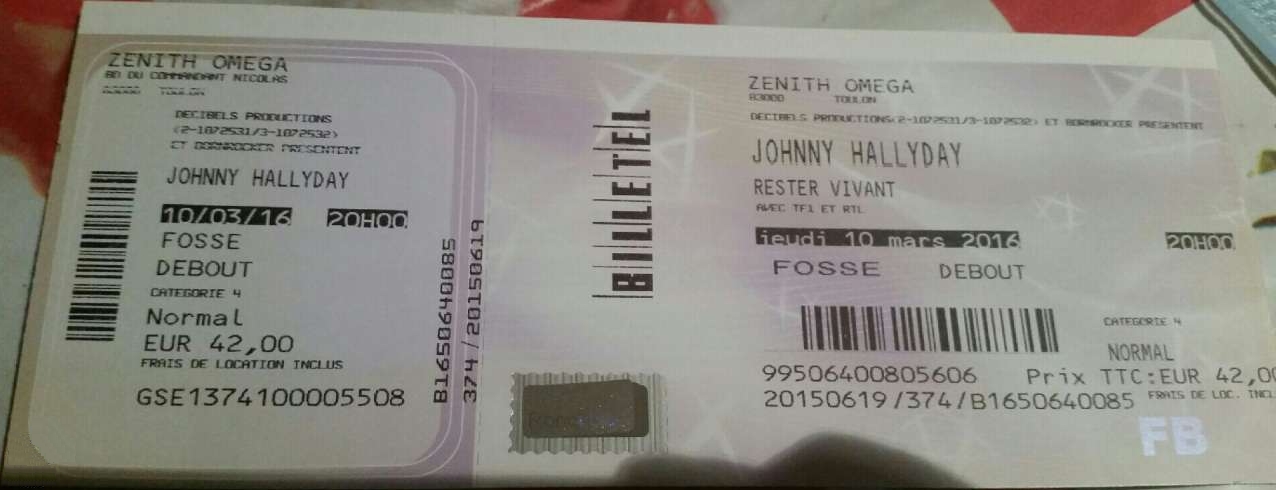 ZENITH OMEGA
BD DU COMMANDANT NICOLAS
83000 TOULON
DECIBELS PRODUCTIONS
(2-1072531/3-1072532)
ET BORNROCKER PRESENTENT
JOHNNY HALLYDAY
10/03/16 20H00
FOSSE
DEBOUT
CATEGORIE 4
Normal
EUR 42,00
FRAIS DE LOCATION INCLUS
GSE1374100005508
B1650640085
374/20150619
BILLETEL
ZENITH OMEGA
83000 TOULON
DECIBELS PRODUCTIONS(2-1072531/3-1072532) ET BORNROCKER PRESENTENT
JOHNNY HALLYDAY
RESTER VIVANT
AVEC TF1 ET RTL
jeudi 10 mars 2016 20H00
FOSSE DEBOUT
CATEGORIE 4
NORMAL
99506400805606 Prix TTC:EUR 42,00
20150619/374/B1650640085 FRAIS DE LOC. INCL
FB